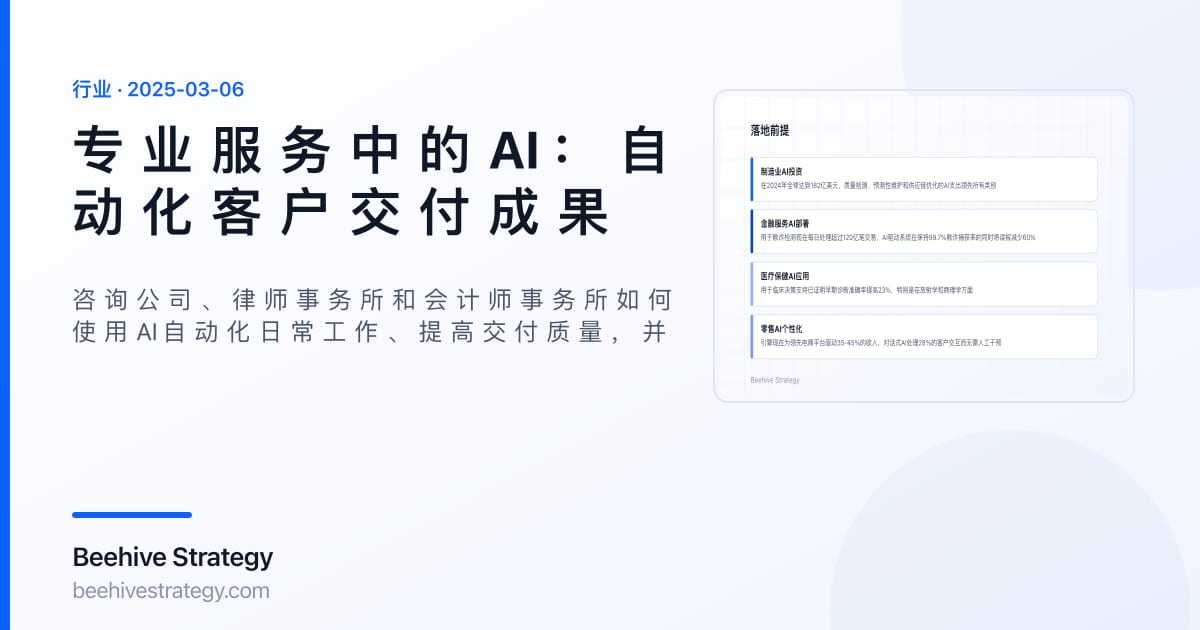 行业 · 2025-03-06
专业服务中的AI：自
动化客户交付成果
咨询公司、律师事务所和会计师事务所如何
使用AI自动化日常工作、提高交付质量，并
落地前提
制造业AI投资
在2024年全球达到182亿美元，质量检测、预测性维护和供应链优化的AI支出领先所有类别
金融服务AI部署
用于欺诈检测现在每日处理超过120亿笔交易，AI驱动系统在保持99.7%欺诈捕获率的同时将误报减少60%
医疗保健AI应用
用于临床决策支持已证明早期诊断准确率提高23%，特别是在放射学和病理学方面
零售AI个性化
引擎现在为领先电商平台驱动35-45%的收入，对话式AI处理28%的客户交互而无需人工干预
Beehive Strategy
Beehive Strategy
beehivestrategy.com